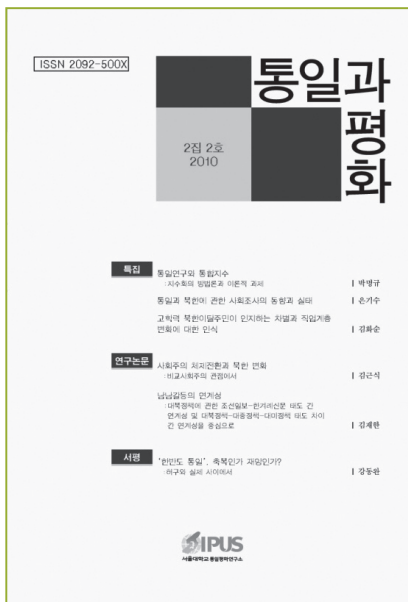 ISSN 2092-500X
통일과
평화
2집 2호
2010
특집
통일연구와 통합지수
: 지수화의 방법론과 이론적 과제
박명규
통일과 북한에 관한 사회조사의 동향과 실태
은기수
고학력 북한이탈주민이 인지하는 차별과 직업계층
변화에 대한 인식
김화순
연구논문
사회주의 체제전환과 북한 변화
: 비교사회주의 관점에서
김근식
남남갈등의 연계성
: 대북정책에 관한 조선일보-한겨레신문 태도 간
연계성 및 대북정책-대중정책-대미정책 태도 차이
간 연계성을 중심으로
김재한
서평
'한반도 통일', 축복인가 재앙인가?
: 허구와 실제 사이에서
강동완
IPUS
서울대학교 통일평화연구소